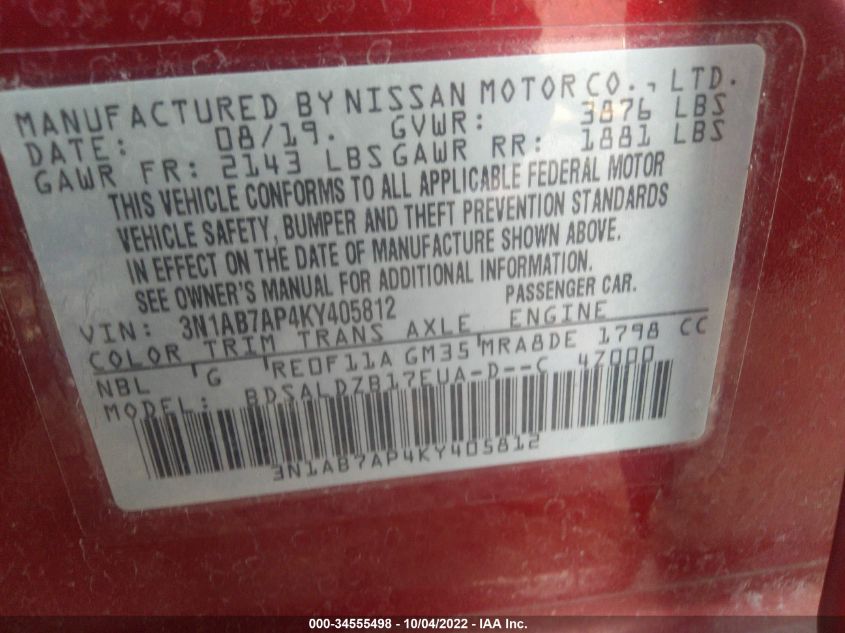 MANUFACTURED BY NISSAN MOTOR CO., LTD.
DATE: 08/19. GVWR: 3876 LBS
GAWR FR: 2143 LBS GAWR RR: 1881 LBS
THIS VEHICLE CONFORMS TO ALL APPLICABLE FEDERAL MOTOR
VEHICLE SAFETY, BUMPER AND THEFT PREVENTION STANDARDS
IN EFFECT ON THE DATE OF MANUFACTURE SHOWN ABOVE.
SEE OWNER'S MANUAL FOR ADDITIONAL INFORMATION.
VIN: 3N1AB7AP4KY405812 PASSENGER CAR.
COLOR TRIM TRANS AXLE ENGINE
NBL G RE0F11A GM35 MRA8DE 1798 CC
MODEL: BDSALDZB17EUA-D--C 4Z000
3N1AB7AP4KY405812
000-34555498 - 10/04/2022 - IAA Inc.